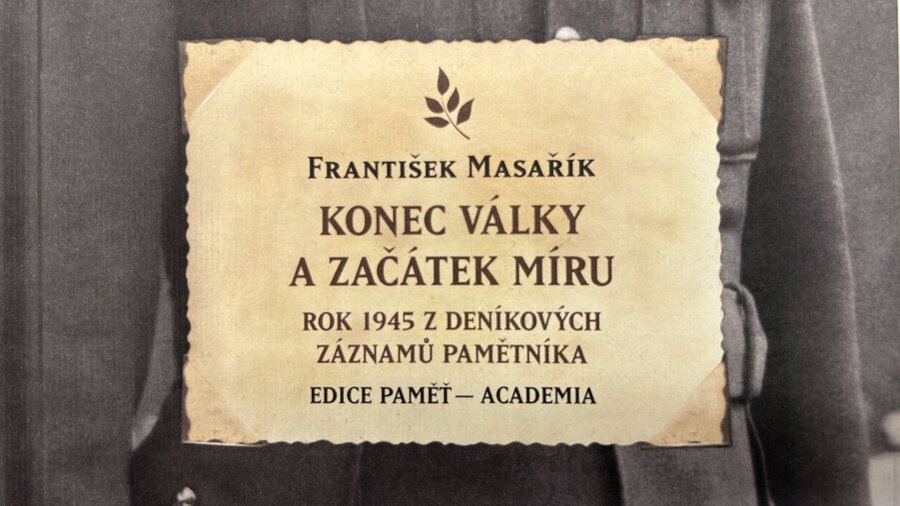 František Masařík
KONEC VÁLKY
A ZAČÁTEK MÍRU
ROK 1945 Z DENÍKOVÝCH
ZÁZNAMŮ PAMĚTNÍKA
EDICE PAMĚŤ — ACADEMIA